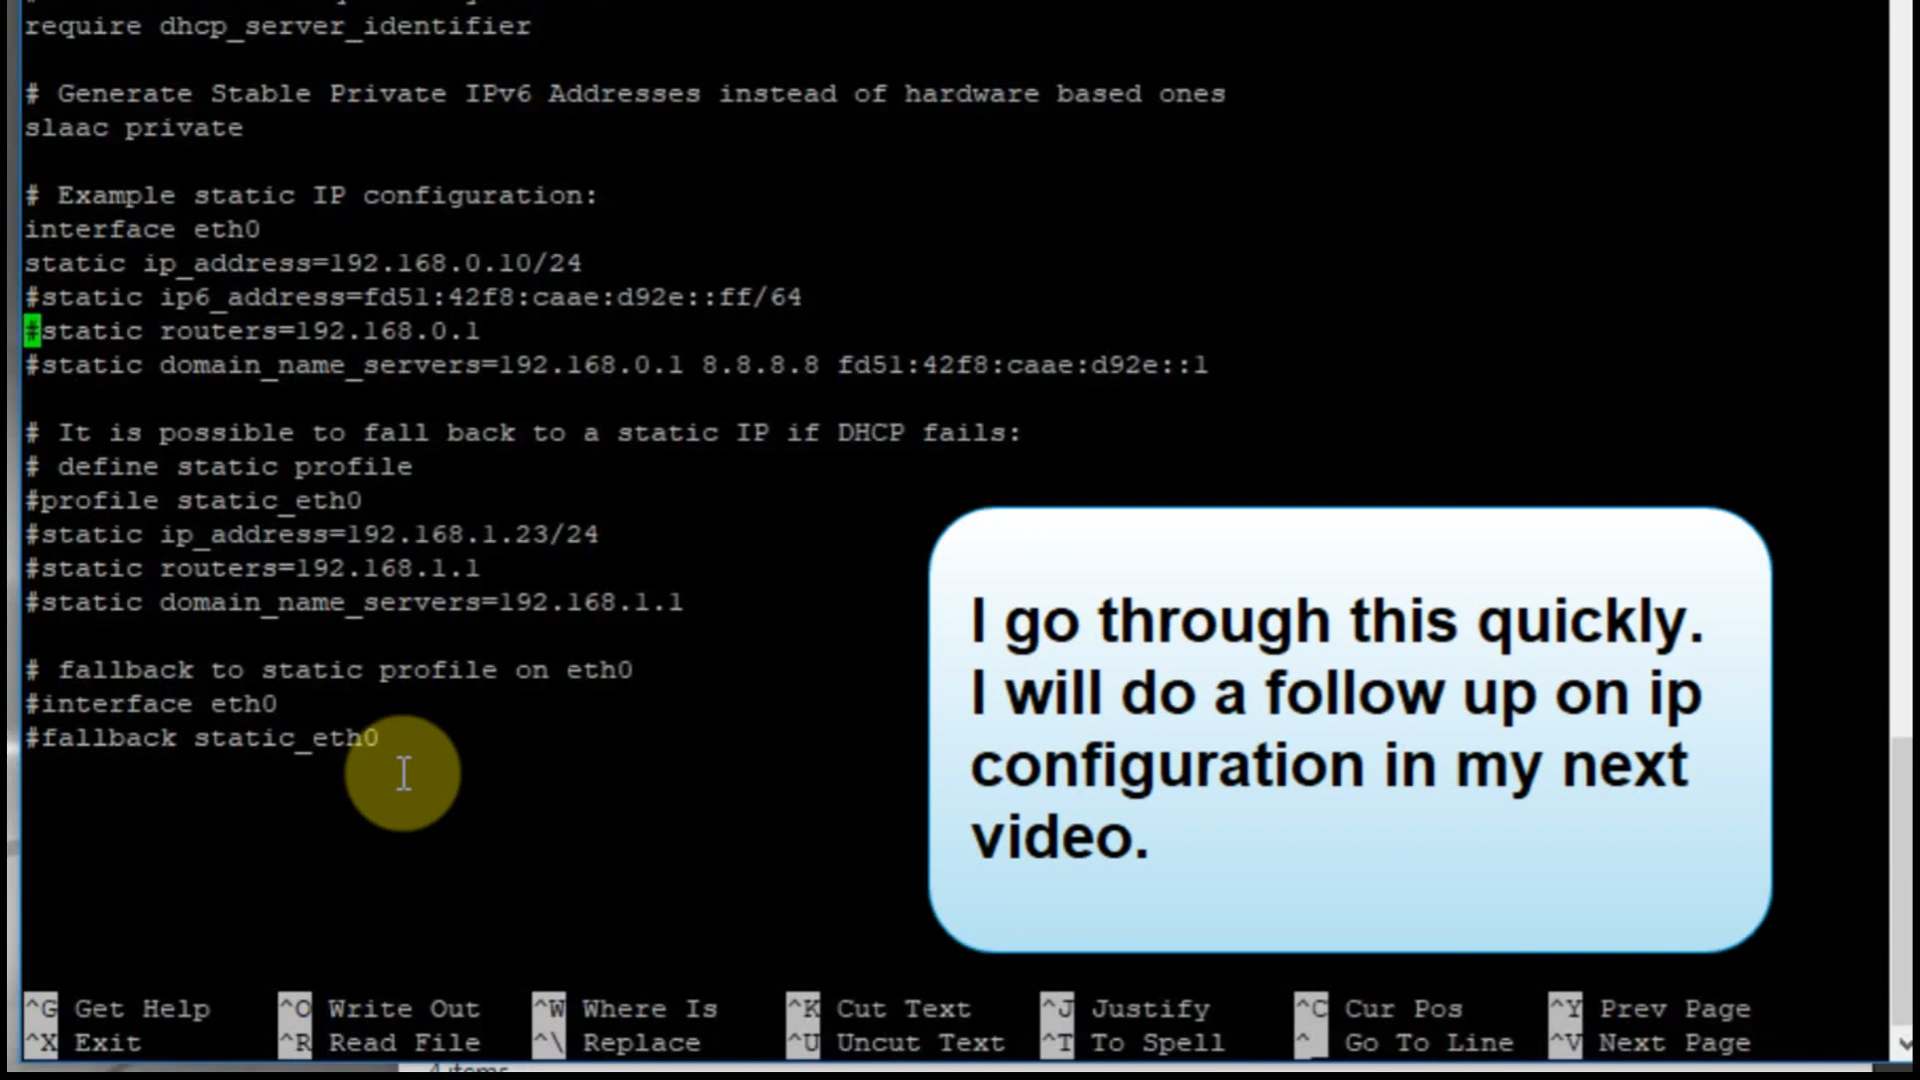 require dhcp_server_identifier
# Generate Stable Private IPv6 Addresses instead of hardware based ones
slaac private
# Example static IP configuration:
interface eth0
static ip_address=192.168.0.10/24
#static ip6_address=fd51:42f8:caae:d92e::ff/64
#static routers=192.168.0.1
#static domain_name_servers=192.168.0.1 8.8.8.8 fd51:42f8:caae:d92e::1
# It is possible to fall back to a static IP if DHCP fails:
# define static profile
#profile static_eth0
#static ip_address=192.168.1.23/24
#static routers=192.168.1.1
#static domain_name_servers=192.168.1.1
# fallback to static profile on eth0
#interface eth0
#fallback static_eth0
I go through this quickly.
I will do a follow up on ip
configuration in my next
video.
^G Get Help ^O Write Out ^W Where Is ^K Cut Text ^J Justify ^C Cur Pos ^Y Prev Page
^X Exit ^R Read File ^\ Replace ^U Uncut Text ^T To Spell ^_ Go To Line ^V Next Page